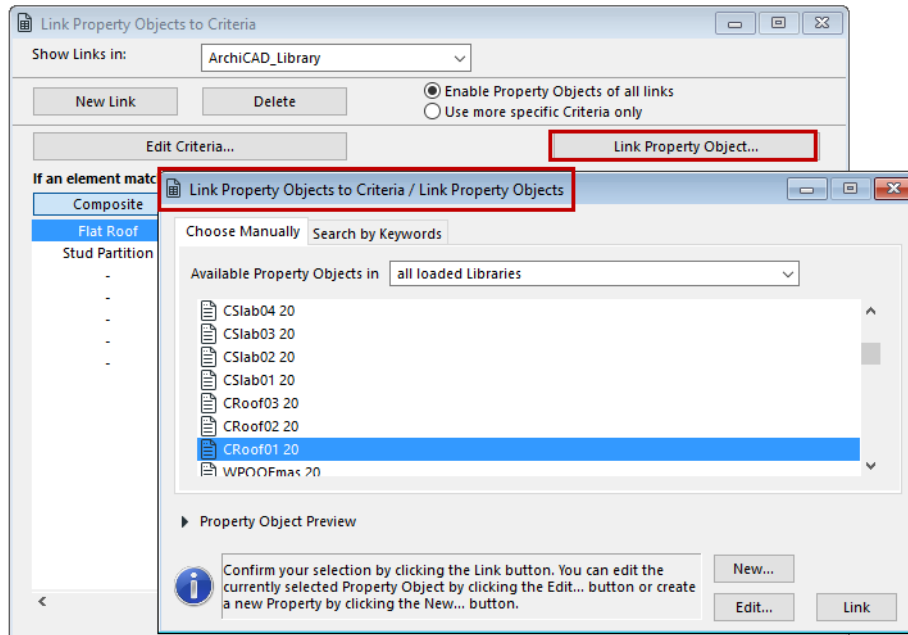 Link Property Objects to Criteria
Show Links in:
ArchiCAD_Library
New Link
Delete
Enable Property Objects of all links
Use more specific Criteria only
Edit Criteria...
Link Property Object...
If an element matc
Composite
Flat Roof
Stud Partition
-
-
-
-
-
Link Property Objects to Criteria / Link Property Objects
Choose Manually
Search by Keywords
Available Property Objects in
all loaded Libraries
CSlab04 20
CSlab03 20
CSlab02 20
CSlab01 20
CRoof03 20
CRoof02 20
CRoof01 20
WPOOFmas 20
Property Object Preview
Confirm your selection by clicking the Link button. You can edit the
currently selected Property Object by clicking the Edit... button or create
a new Property by clicking the New... button.
New...
Edit...
Link